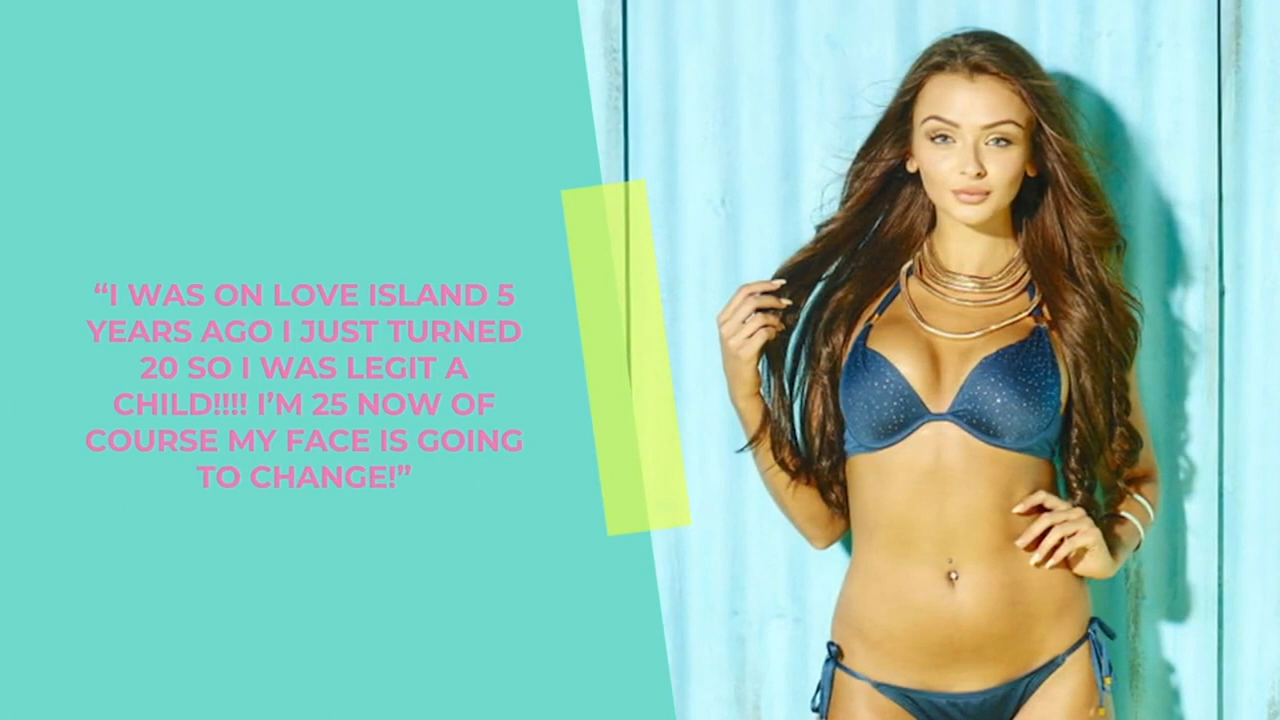 “I WAS ON LOVE ISLAND 5
YEARS AGO I JUST TURNED
20 SO I WAS LEGIT A
CHILD!!!! I’M 25 NOW OF
COURSE MY FACE IS GOING
TO CHANGE!”